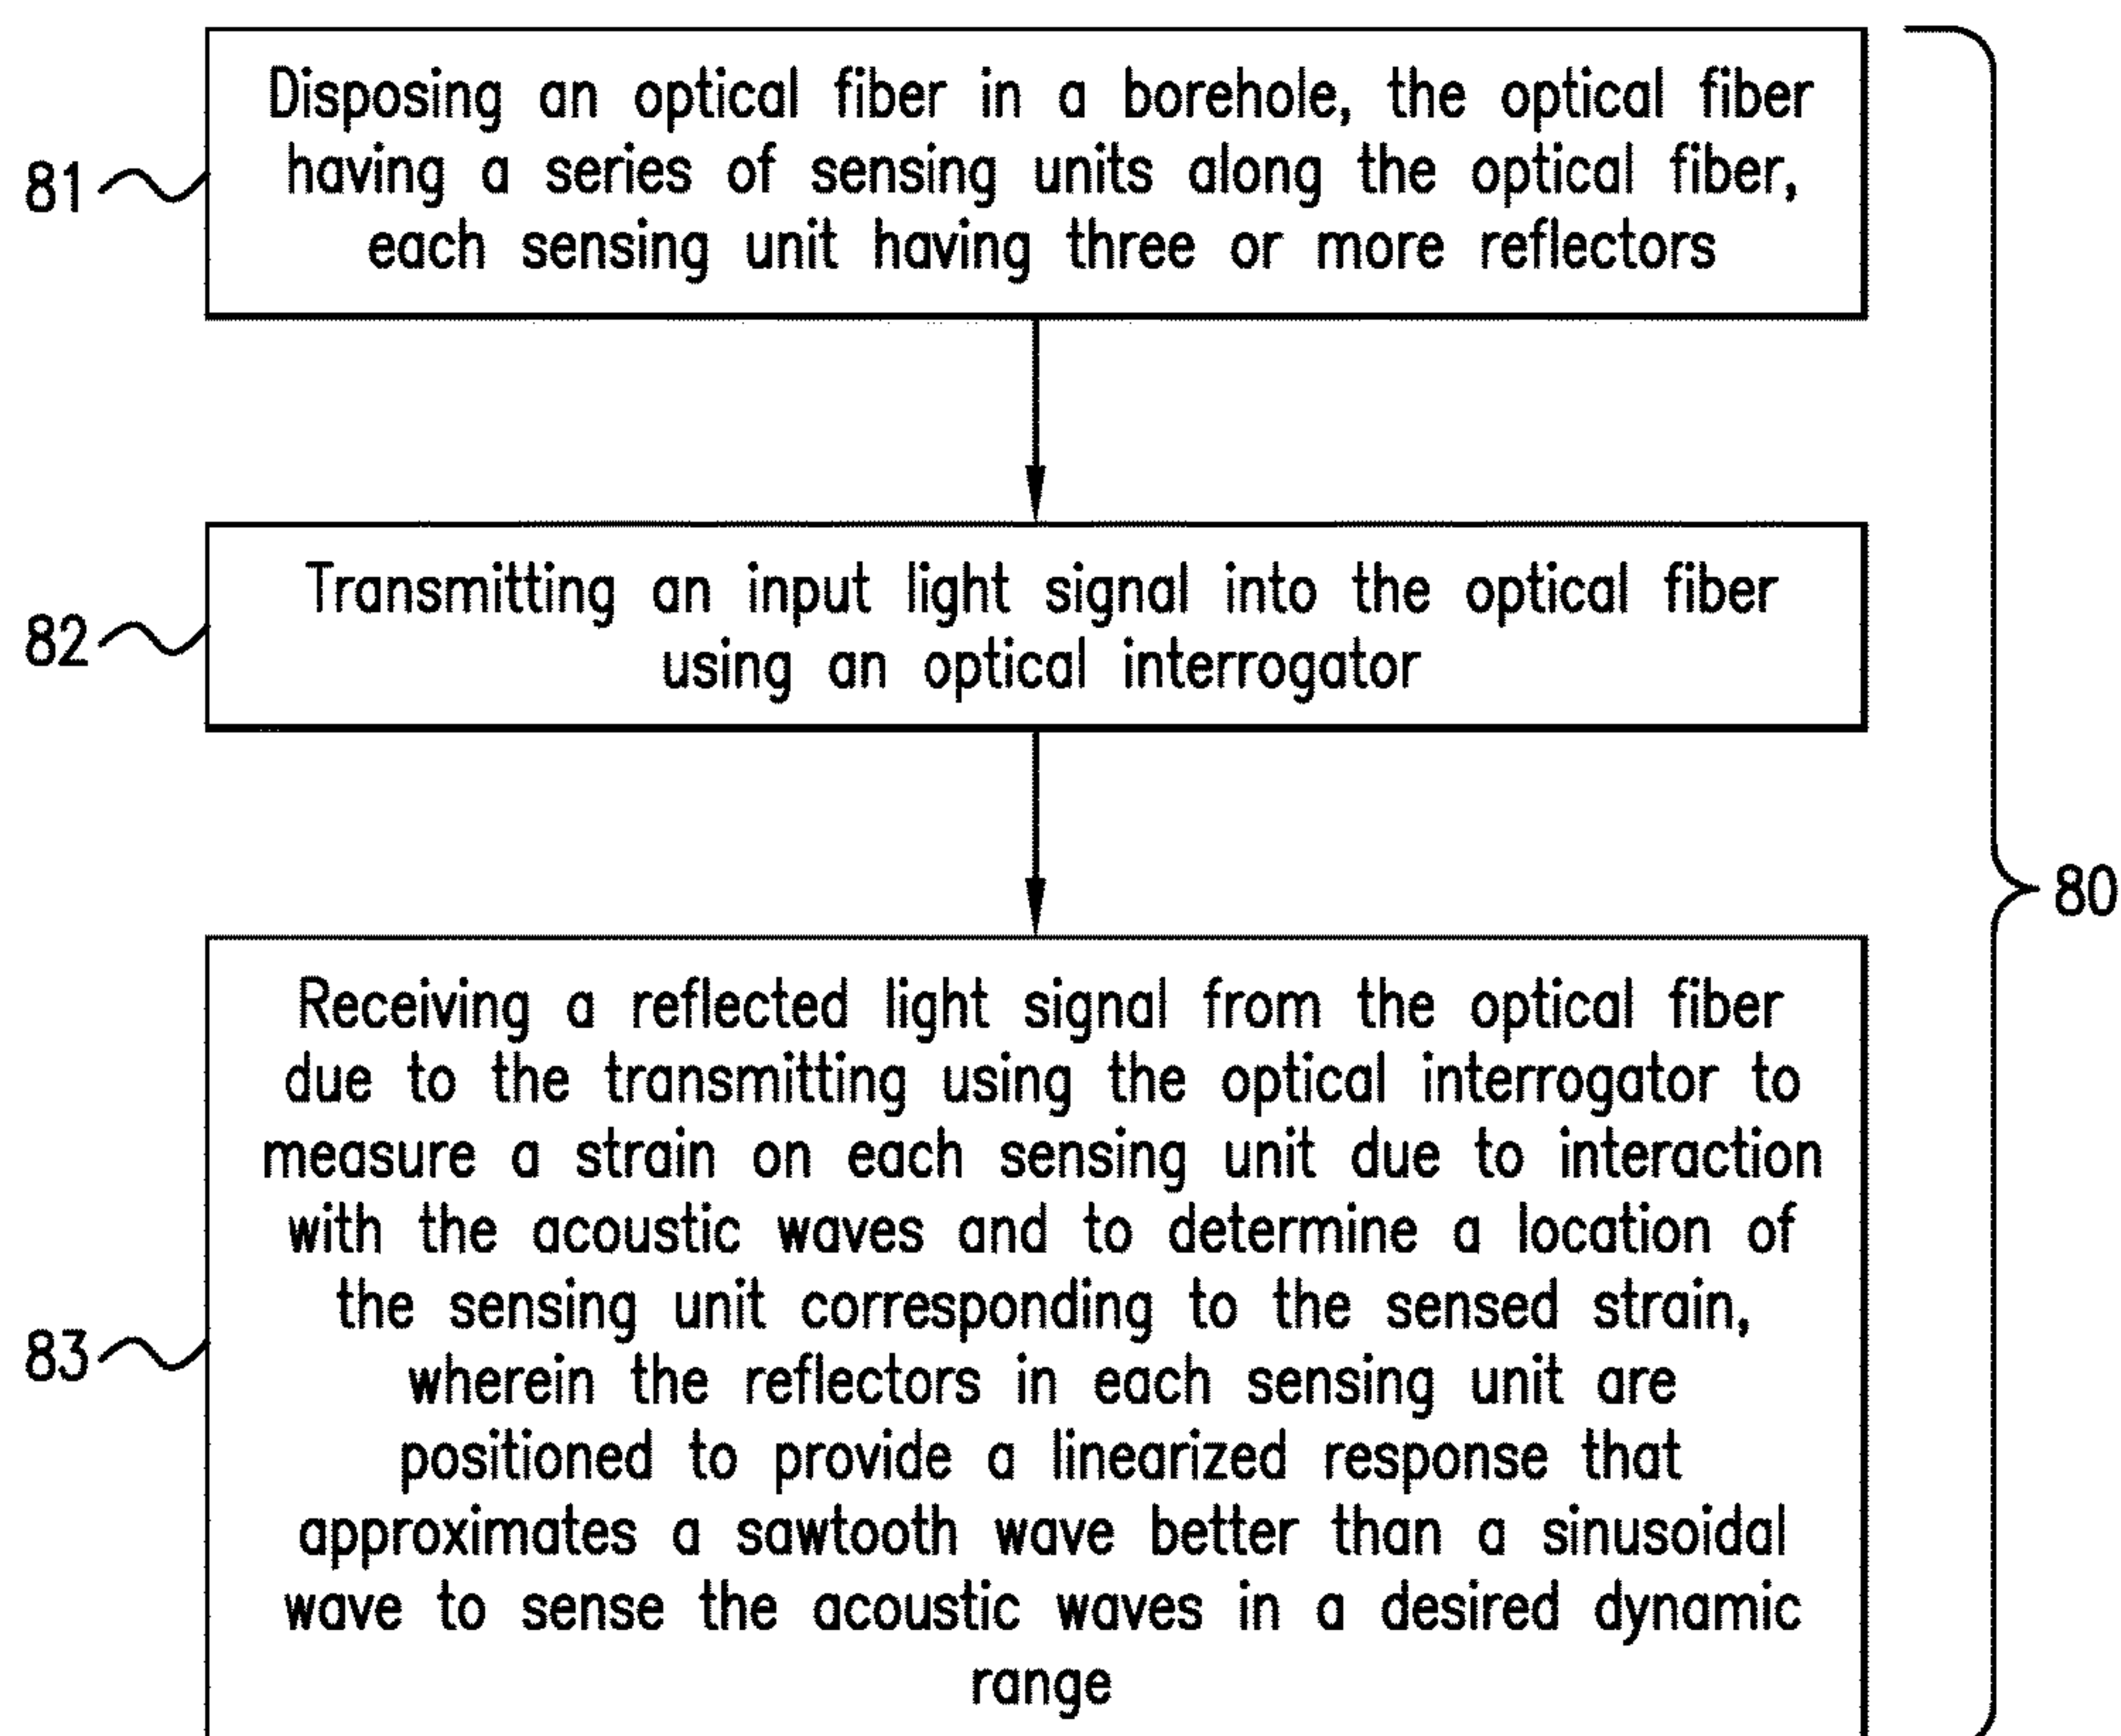 Disposing an optical fiber in a borehole, the optical fiber
having a series of sensing units along the optical fiber,
each sensing unit having three or more reflectors
81
Transmitting an input light signal into the optical fiber
using an optical interrogator
82
80
Receiving a reflected light signal from the optical fiber
due to the transmitting using the optical interrogator to
measure a strain on each sensing unit due to interaction
with the acoustic waves and to determine a location of
the sensing unit corresponding to the sensed strain,
wherein the reflectors in each sensing unit are
positioned to provide a linearized response that
approximates a sawtooth wave better than a sinusoidal
wave to sense the acoustic waves in a desired dynamic
range
83